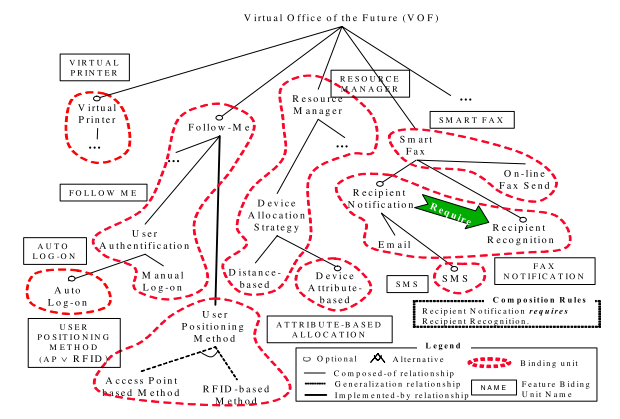 Virtual Office of the Future (VOF)
VIRTUAL
PRINTER
RESOURCE
MANAGER
Virtual
Printer
...
Follow-Me
...
Resource
Manager
...
...
SMART FAX
Smart
Fax
On-line
Fax Send
FOLLOW ME
Recipient
Notification
Require
Recipient
Recognition
Device
Allocation
Strategy
User
Authentification
Email
AUTO
LOG-ON
Auto
Log-on
Manual
Log-on
Distance-
based
Device
Attribute-
based
SMS
SMS
FAX
NOTIFICATION
USER
POSITIONING
METHOD
(AP ∨ RFID)
User
Positioning
Method
ATTRIBUTE-BASED
ALLOCATION
Composition Rules
Recipient Notification requires
Recipient Recognition.
Access Point
based Method
RFID-based
Method
Legend
Optional
Alternative
Binding unit
Composed-of relationship
Generalization relationship
Implemented-by relationship
NAME
Feature Biding
Unit Name